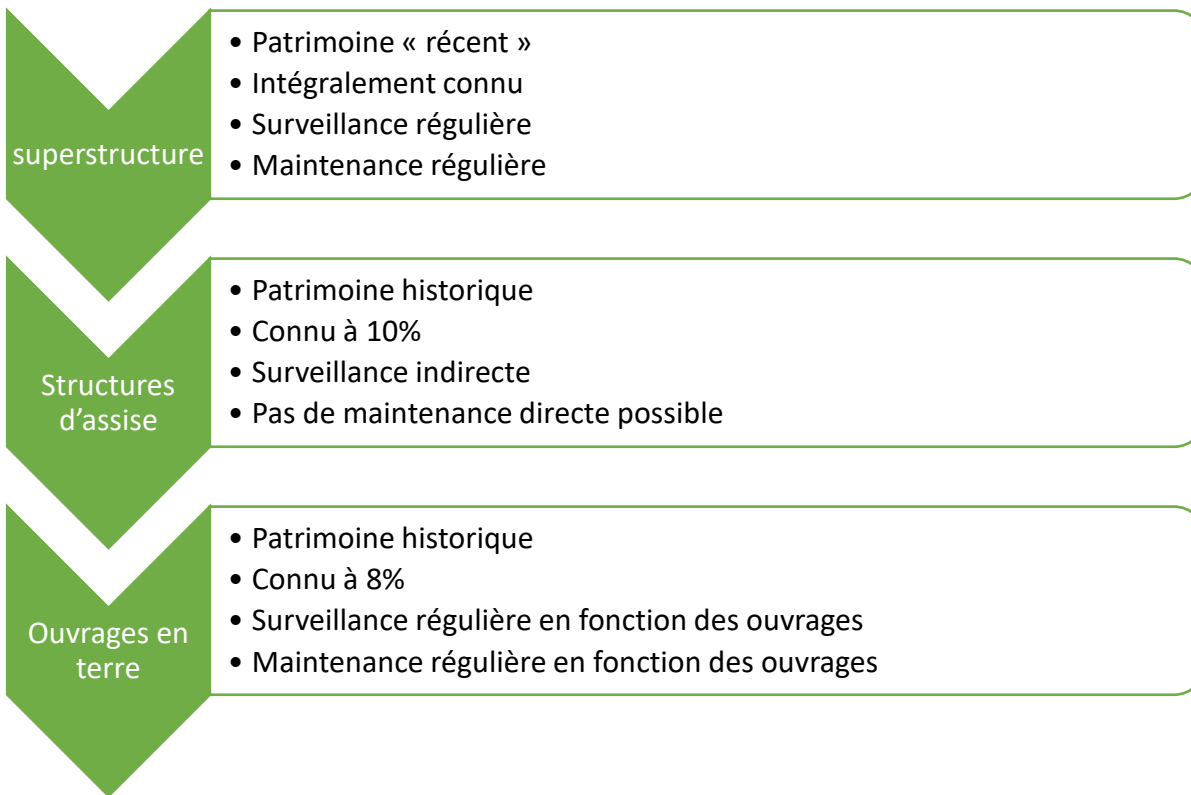 superstructure
• Patrimoine « récent »
• Intégralement connu
• Surveillance régulière
• Maintenance régulière
Structures
d’assise
• Patrimoine historique
• Connu à 10%
• Surveillance indirecte
• Pas de maintenance directe possible
Ouvrages en
terre
• Patrimoine historique
• Connu à 8%
• Surveillance régulière en fonction des ouvrages
• Maintenance régulière en fonction des ouvrages